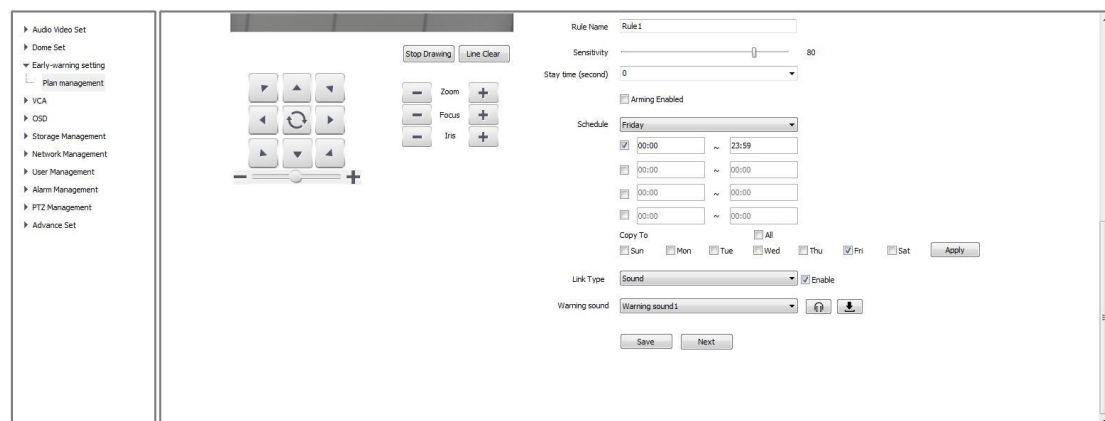 Audio Video Set
Dome Set
Early-warning setting
Plan management
VCA
OSD
Storage Management
Network Management
User Management
Alarm Management
PTZ Management
Advance Set
Stop Drawing Line Clear
Zoom
Focus
Iris
Rule Name Rule1
Sensitivity 80
Stay time (second) 0
Arming Enabled
Schedule Friday
00:00 ~ 23:59
00:00 ~ 00:00
00:00 ~ 00:00
00:00 ~ 00:00
Copy To All
Sun Mon Tue Wed Thu Fri Sat Apply
Link Type Sound Enable
Warning sound Warning sound1
Save Next